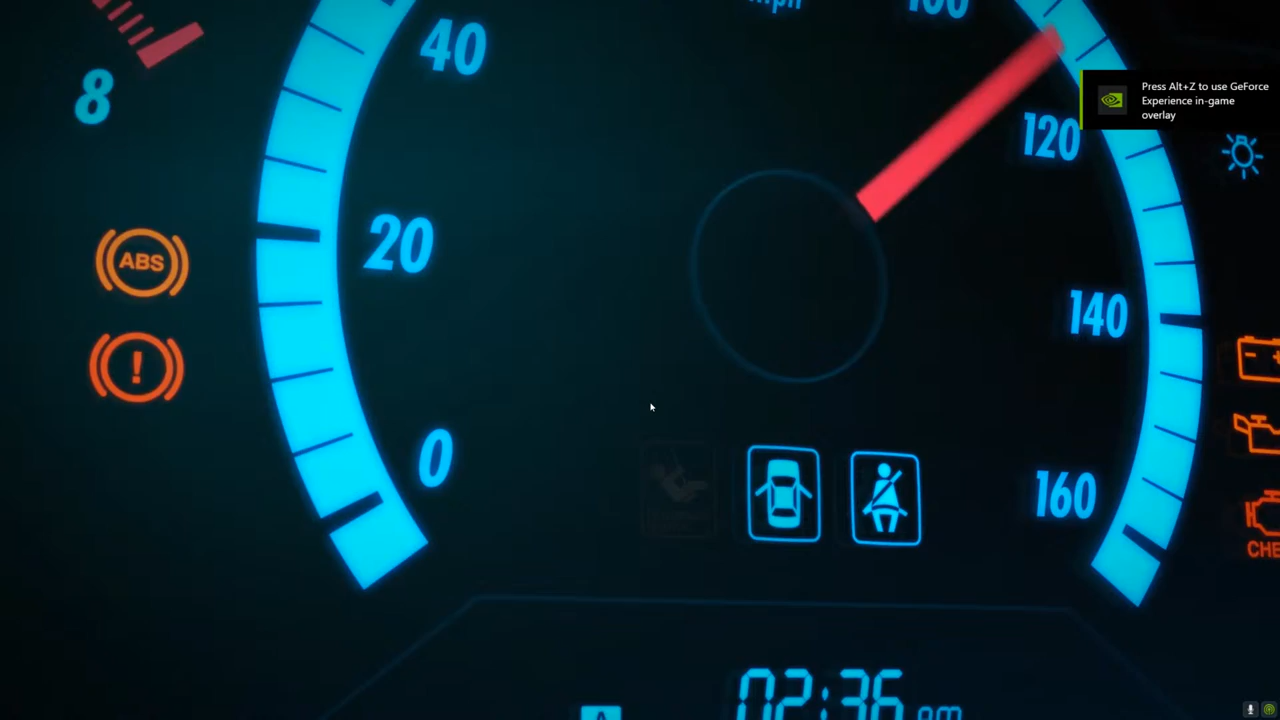 mph
100
40
Press Alt+Z to use GeForce
Experience in-game
overlay
8
120
20
ABS
!
140
0
160
CHE
02:36 pm
A